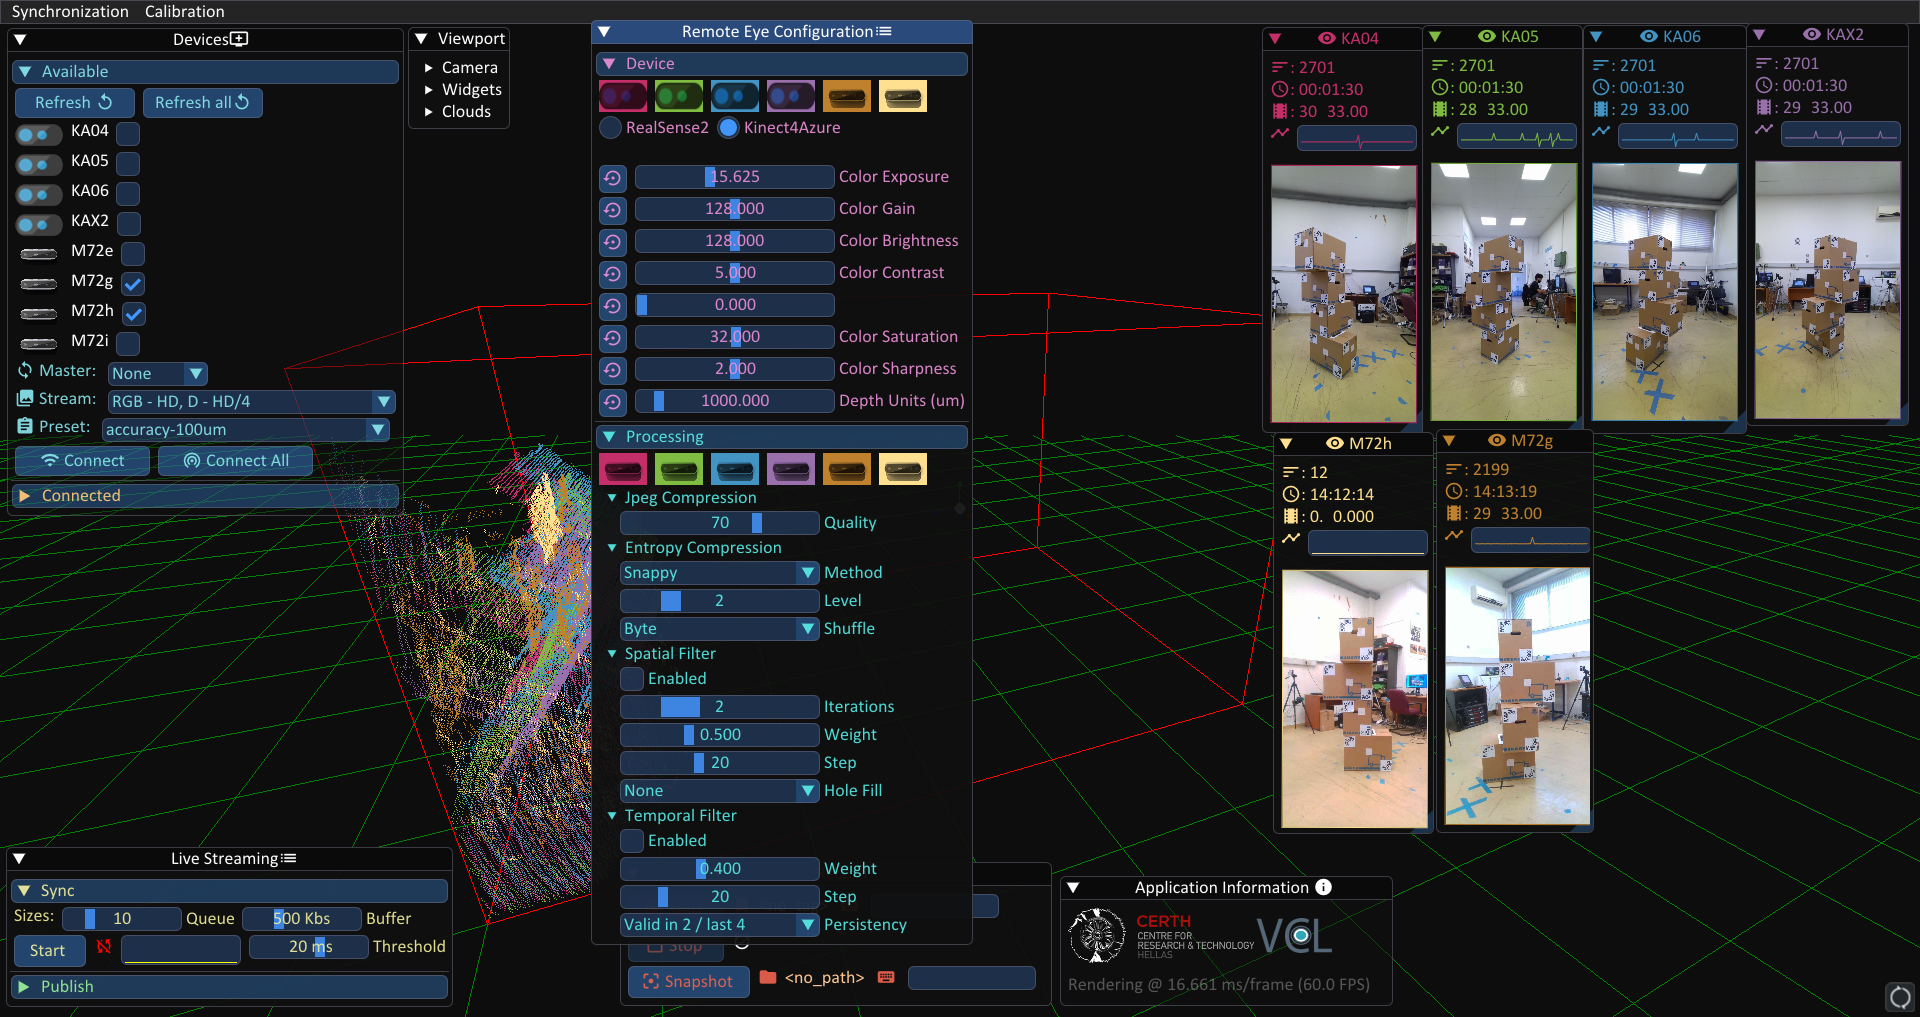 Synchronization Calibration
Devices
Available
Refresh Refresh all
KA04
KA05
KA06
KAX2
M72e
M72g
M72h
M72i
Master: None
Stream: RGB - HD, D - HD/4
Preset: accuracy-100um
Connect Connect All
Connected
Viewport
Camera
Widgets
Clouds
Remote Eye Configuration
Device
RealSense2 Kinect4Azure
15.625 Color Exposure
128.000 Color Gain
128.000 Color Brightness
5.000 Color Contrast
0.000
32.000 Color Saturation
2.000 Color Sharpness
1000.000 Depth Units (um)
Processing
Jpeg Compression
70 Quality
Entropy Compression
Snappy Method
2 Level
Byte Shuffle
Spatial Filter
Enabled
2 Iterations
0.500 Weight
20 Step
None Hole Fill
Temporal Filter
Enabled
0.400 Weight
20 Step
Valid in 2 / last 4 Persistency
Stop
Snapshot <no_path>
KA04
: 2701
: 00:01:30
: 30 33.00
KA05
: 2701
: 00:01:30
: 28 33.00
KA06
: 2701
: 00:01:30
: 29 33.00
KAX2
: 2701
: 00:01:30
: 29 33.00
M72h
: 12
: 14:12:14
: 0. 0.000
M72g
: 2199
: 14:13:19
: 29 33.00
Live Streaming
Sync
Sizes: 10 Queue 500 Kbs Buffer
Start 20 ms Threshold
Publish
Application Information
CERTH
CENTRE FOR
RESEARCH & TECHNOLOGY
HELLAS
VCL
Rendering @ 16.661 ms/frame (60.0 FPS)